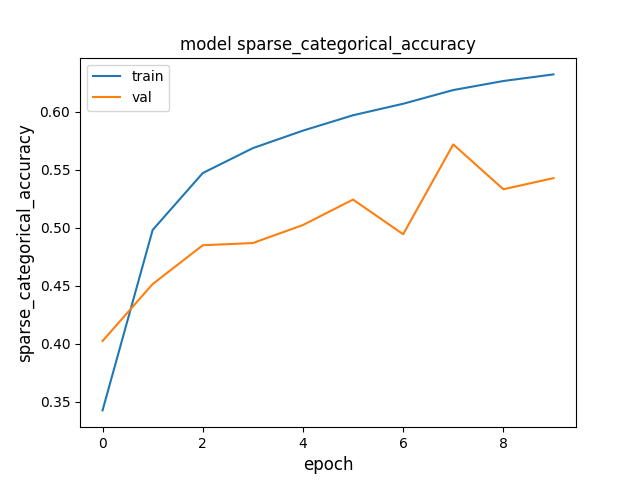 model sparse_categorical_accuracy
train
val
0.60
0.55
0.50
0.45
0.40
0.35
sparse_categorical_accuracy
0 2 4 6 8
epoch